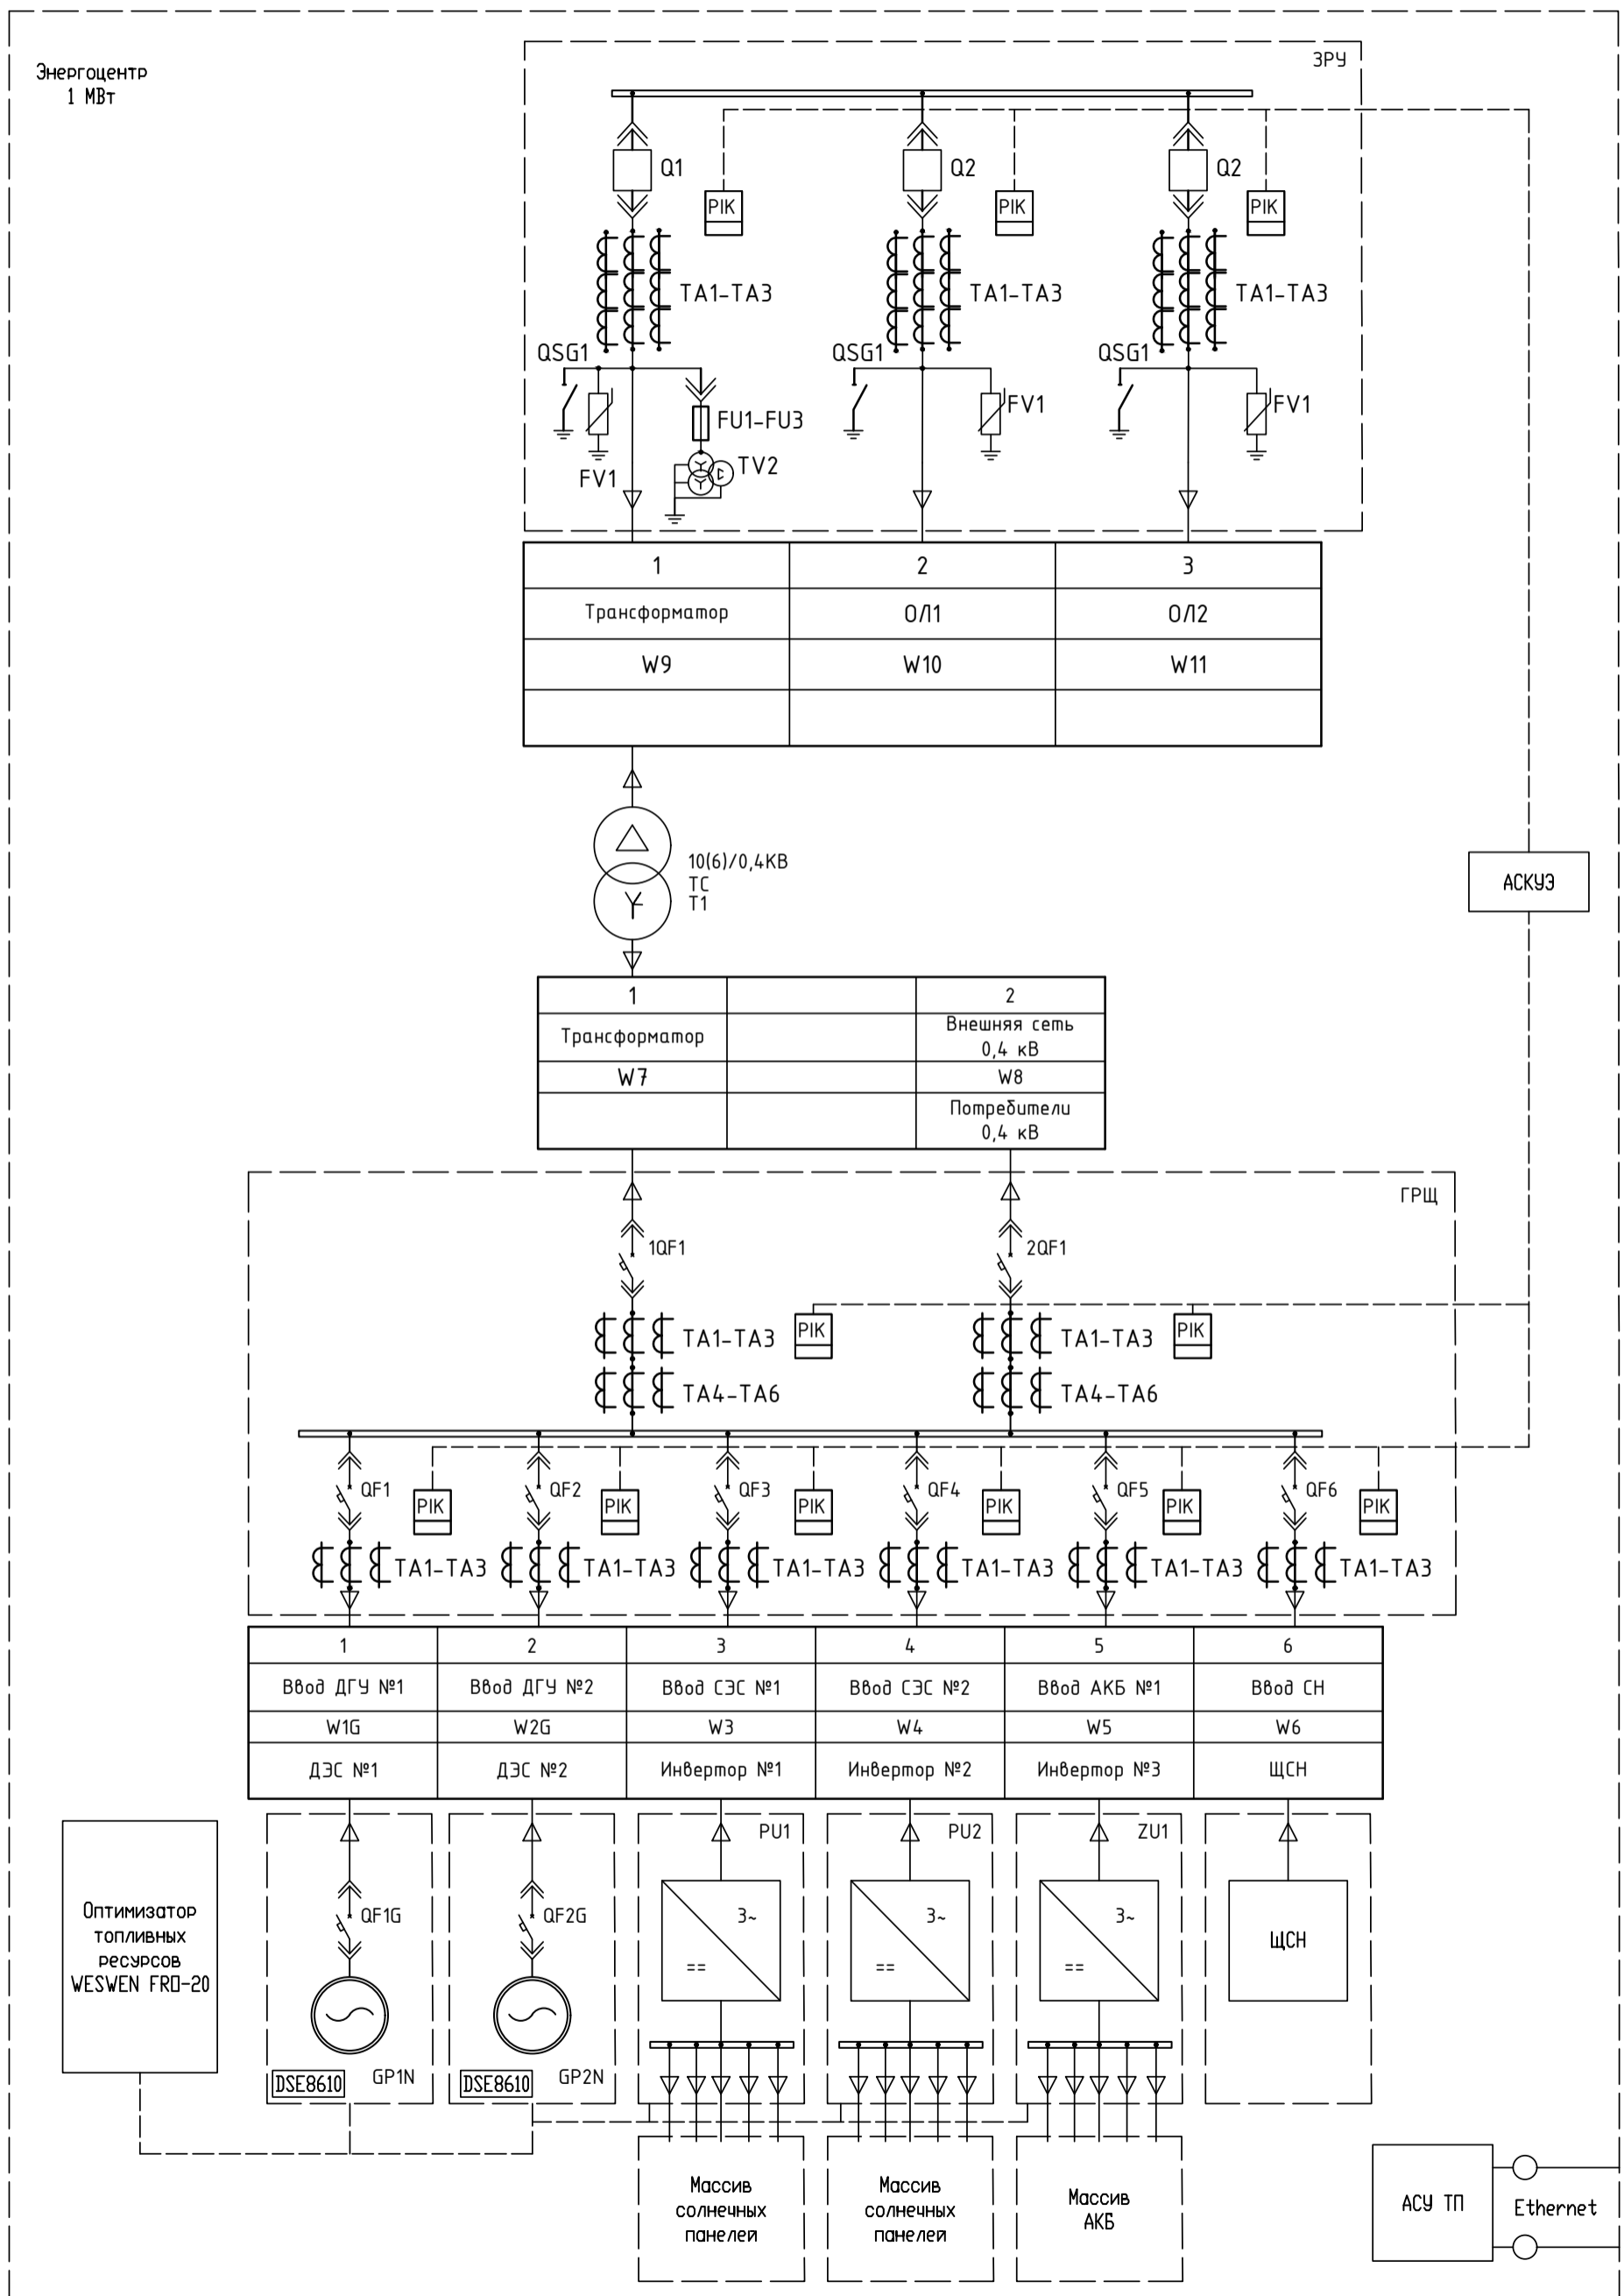 Энергоцентр
1 МВт
ЗРУ
Q1
Q2
Q2
PIK
PIK
PIK
TA1-TA3
TA1-TA3
TA1-TA3
QSG1
QSG1
QSG1
FU1-FU3
FV1
FV1
TV2
FV1
1
2
3
Трансформатор
ОЛ1
ОЛ2
W9
W10
W11
10(6)/0,4КВ
ТС
Т1
АСКУЭ
1
2
Трансформатор
Внешняя сеть
0,4 кВ
W7
W8
Потребители
0,4 кВ
ГРЩ
1QF1
2QF1
TA1-TA3
PIK
TA1-TA3
PIK
TA4-TA6
TA4-TA6
QF1
QF2
QF3
QF4
QF5
QF6
PIK
PIK
PIK
PIK
PIK
PIK
TA1-TA3
TA1-TA3
TA1-TA3
TA1-TA3
TA1-TA3
TA1-TA3
1
2
3
4
5
6
Ввод ДГУ №1
Ввод ДГУ №2
Ввод СЭС №1
Ввод СЭС №2
Ввод АКБ №1
Ввод СН
W1G
W2G
W3
W4
W5
W6
ДЭС №1
ДЭС №2
Инвертор №1
Инвертор №2
Инвертор №3
ЩСН
PU1
PU2
ZU1
Оптимизатор
топливных
ресурсов
WESWEN FRO-20
QF1G
QF2G
3~
3~
3~
==
==
==
ЩСН
DSE8610
GP1N
DSE8610
GP2N
Массив
солнечных
панелей
Массив
солнечных
панелей
Массив
АКБ
АСУ ТП
Ethernet